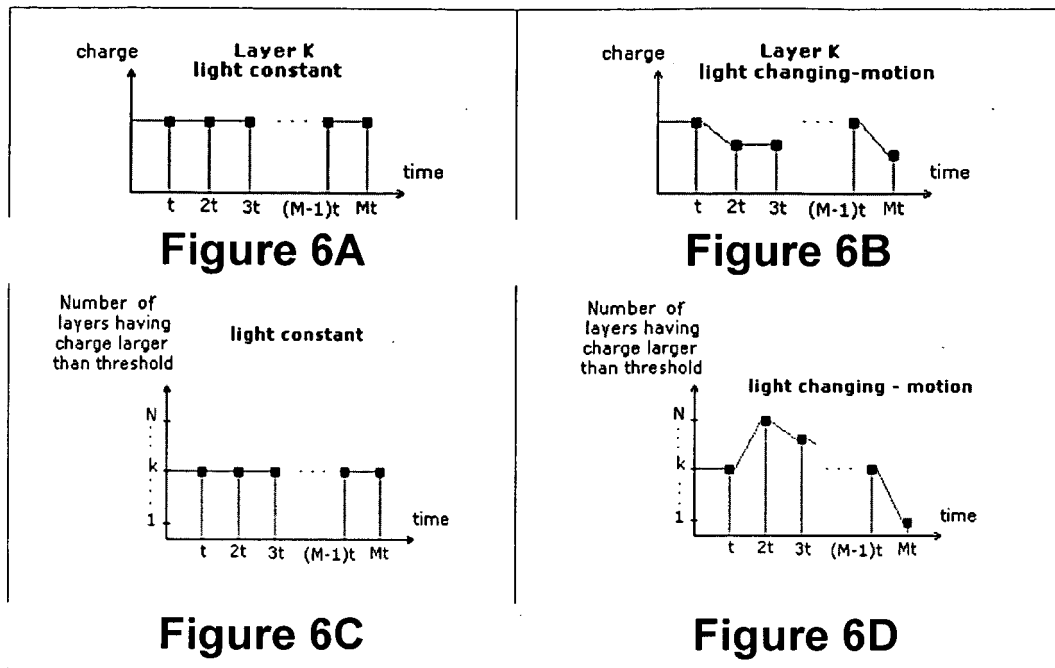 charge
Layer K
light constant
· · · ·
time
t 2t 3t (M-1)t Mt
Figure 6A
charge
Layer K
light changing-motion
· · · ·
time
t 2t 3t (M-1)t Mt
Figure 6B
Number of
layers having
charge larger
than threshold
light constant
N
k
1
· · · ·
time
t 2t 3t (M-1)t Mt
Figure 6C
Number of
layers having
charge larger
than threshold
light changing - motion
N
k
1
· · · ·
time
t 2t 3t (M-1)t Mt
Figure 6D